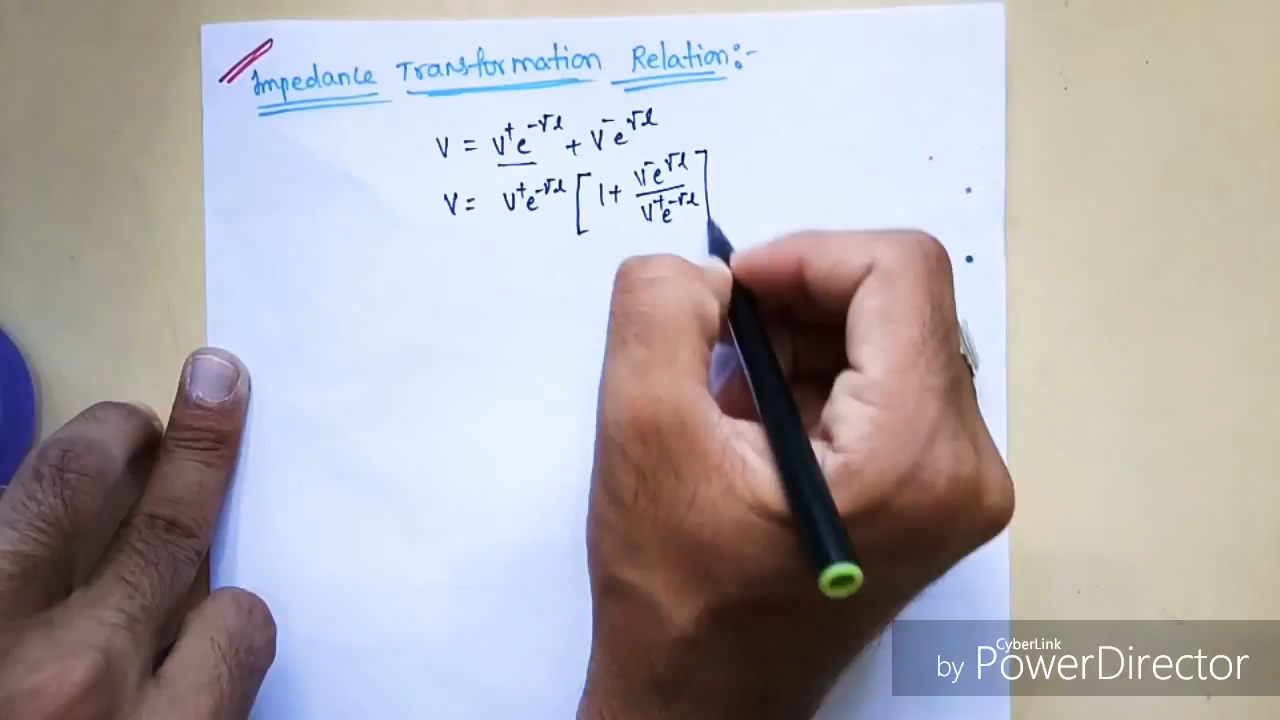 Impedance Transformation Relation:-
V = V⁺e^-γl + V⁻e^γl
V = V⁺e^-γl [1 + V⁻e^γl / V⁺e^-γl]
CyberLink
by PowerDirector